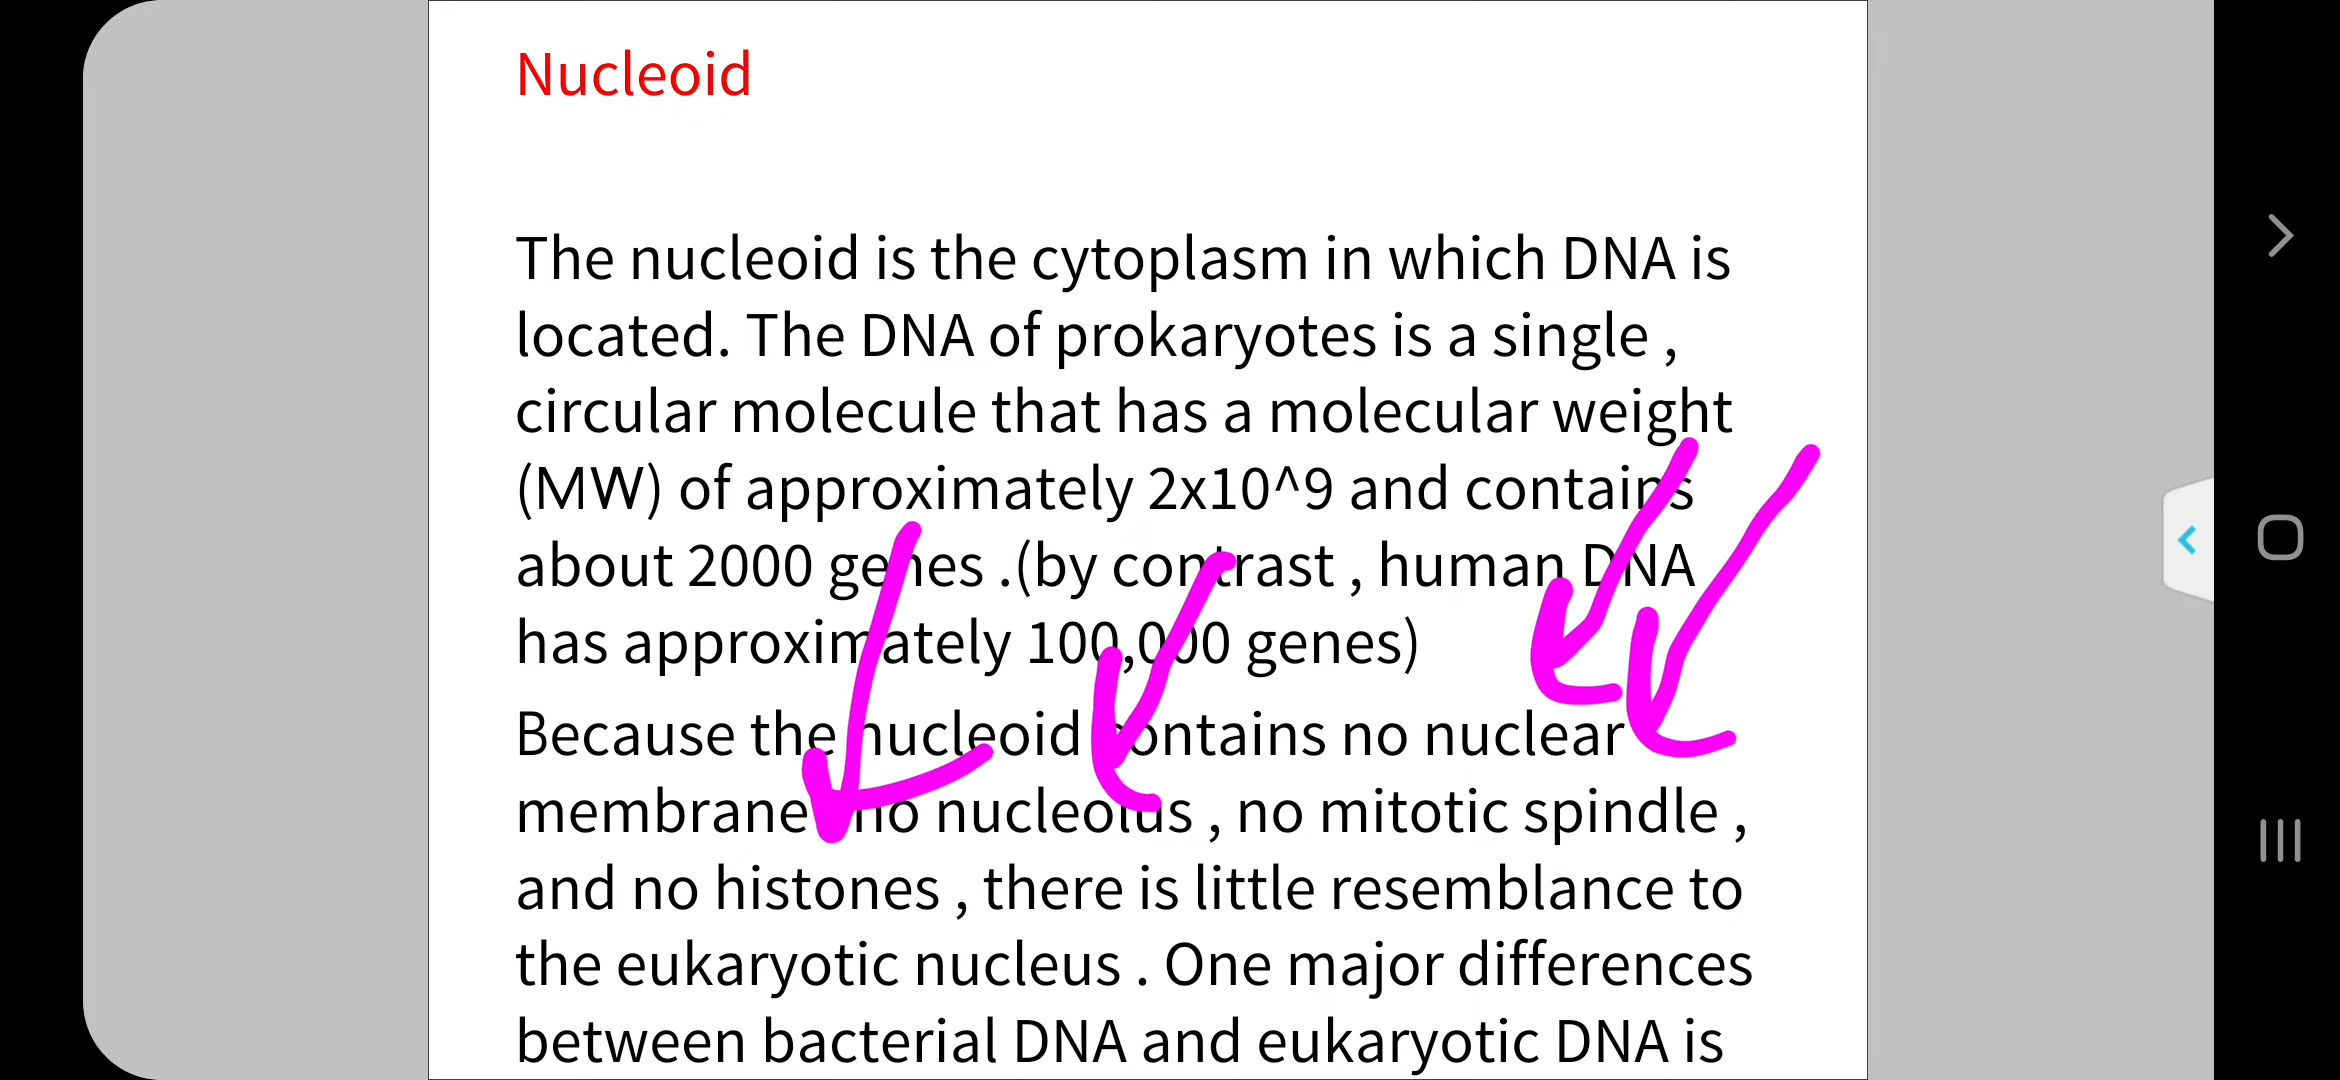 Nucleoid
The nucleoid is the cytoplasm in which DNA is
located. The DNA of prokaryotes is a single ,
circular molecule that has a molecular weight
(MW) of approximately 2x10^9 and contains
about 2000 genes .(by contrast , human DNA
has approximately 100,000 genes)
Because the nucleoid contains no nuclear
membrane no nucleolus , no mitotic spindle ,
and no histones , there is little resemblance to
the eukaryotic nucleus . One major differences
between bacterial DNA and eukaryotic DNA is